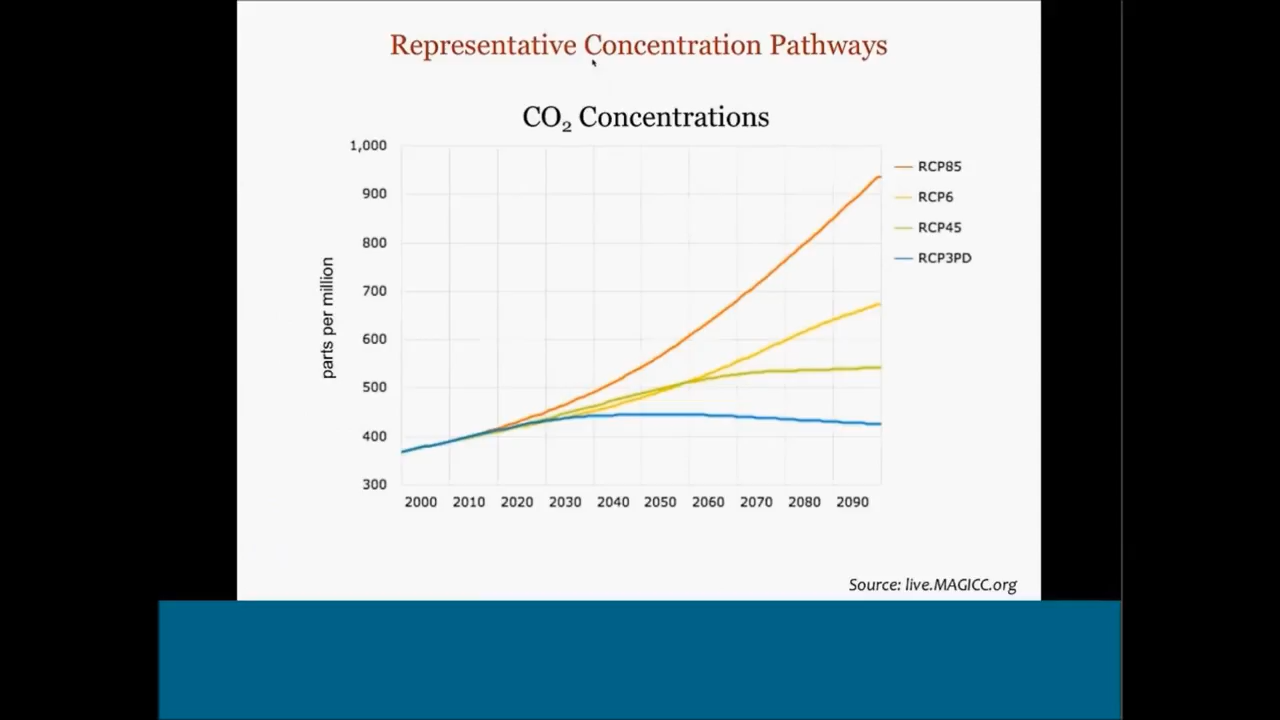 Representative Concentration Pathways
CO₂ Concentrations
1,000
900
800
700
600
500
400
300
parts per million
2000 2010 2020 2030 2040 2050 2060 2070 2080 2090
RCP85
RCP6
RCP45
RCP3PD
Source: live.MAGICC.org